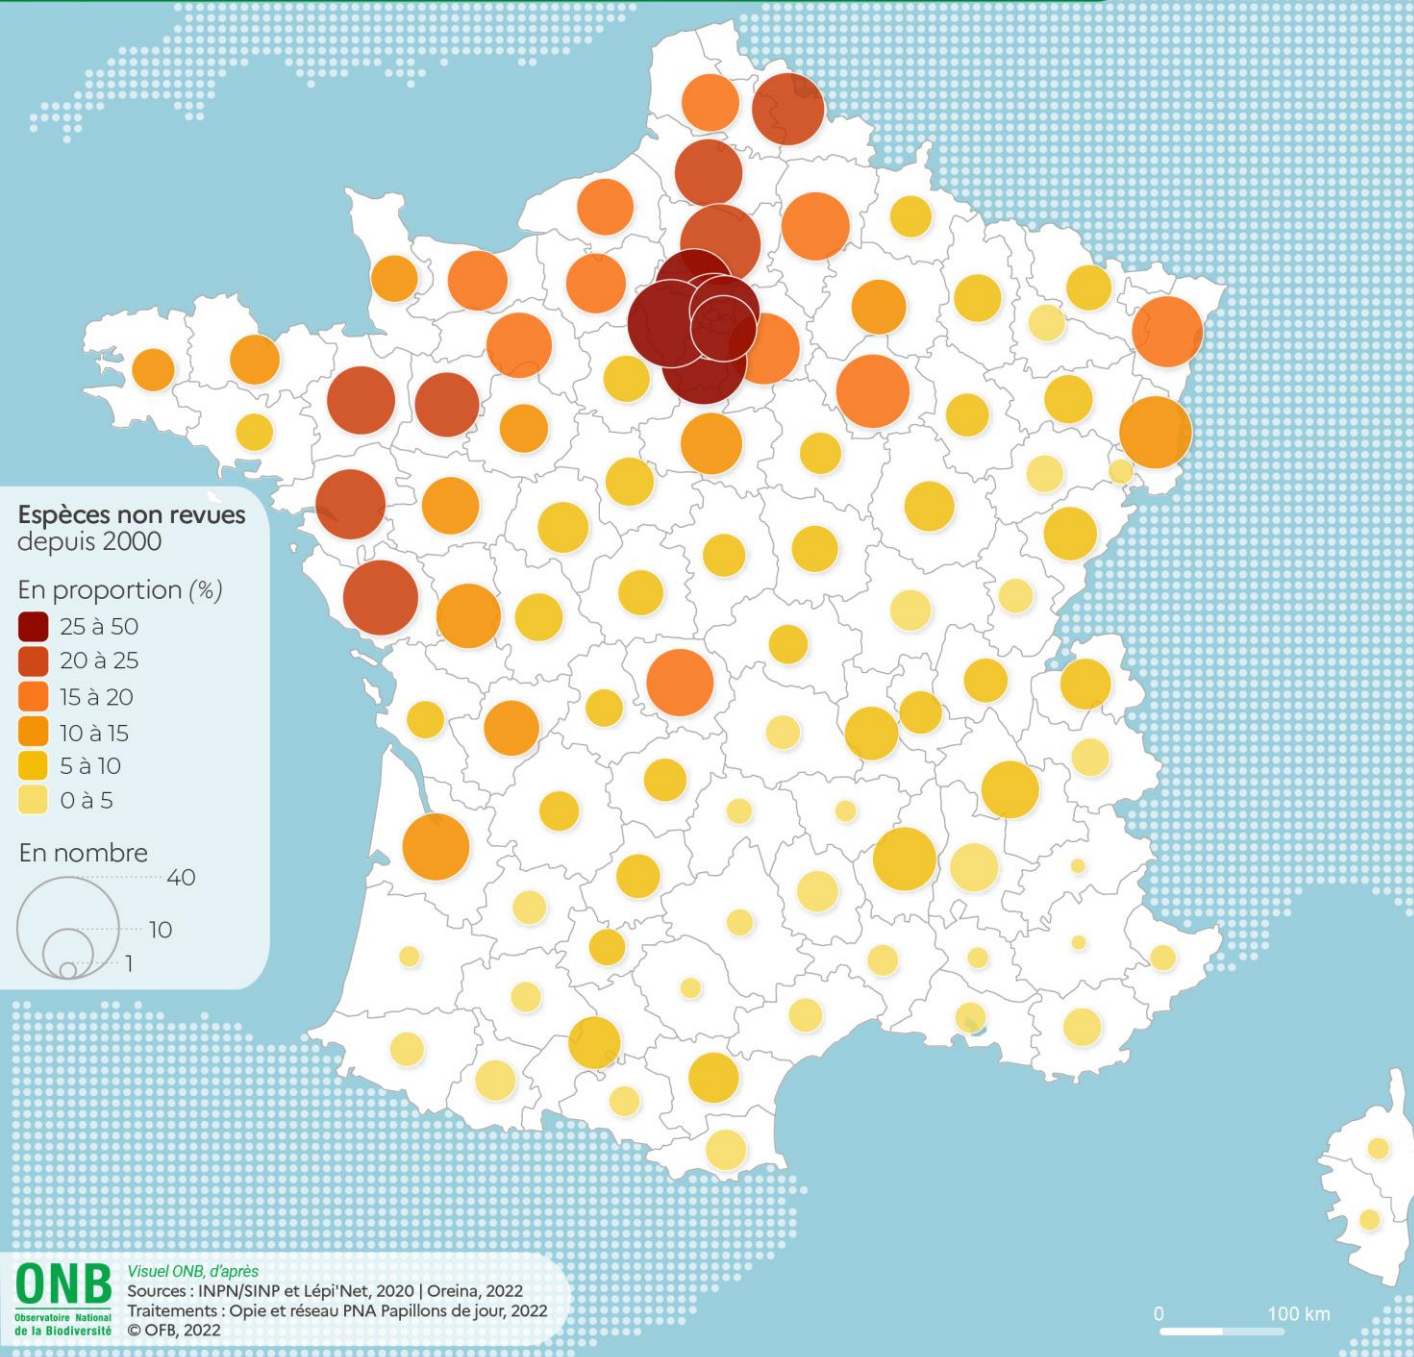 Espèces non revues
depuis 2000
En proportion (%)
25 à 50
20 à 25
15 à 20
10 à 15
5 à 10
0 à 5
En nombre
40
10
1
ONB
Observatoire National
de la Biodiversité
Visuel ONB, d'après
Sources : INPN/SINP et Lépi'Net, 2020 | Oreina, 2022
Traitements : Opie et réseau PNA Papillons de jour, 2022
© OFB, 2022
0 100 km